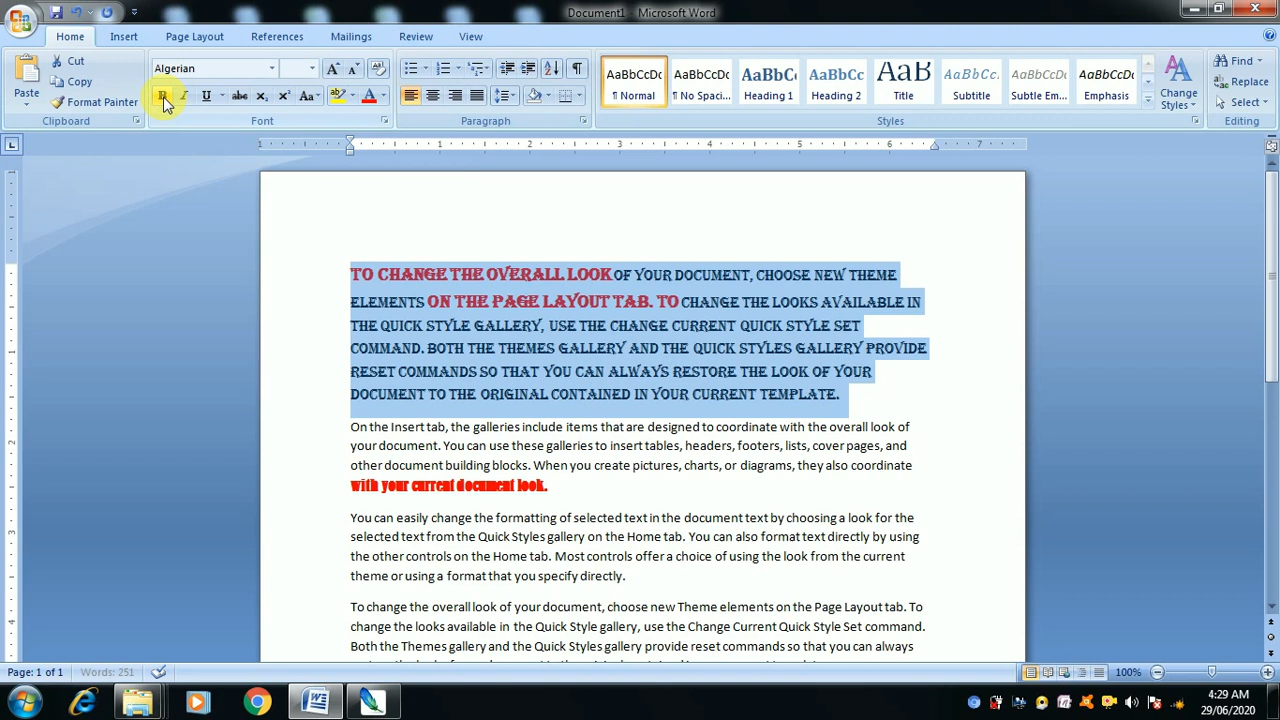 Document1 - Microsoft Word
Home Insert Page Layout References Mailings Review View
Paste
Cut
Copy
Format Painter
Clipboard
Algerian
B I U abc x₂ x² Aa ab A
Font
Paragraph
AaBbCcDc AaBbCcDc AaBbC AaBbCc AaB AaBbCc. AaBbCcDc AaBbCcDc
¶ Normal ¶ No Spaci... Heading 1 Heading 2 Title Subtitle Subtle Em... Emphasis
Change
Styles
Styles
Find
Replace
Select
Editing
1 1 2 3 4 5 6 7
TO CHANGE THE OVERALL LOOK OF YOUR DOCUMENT, CHOOSE NEW THEME
ELEMENTS ON THE PAGE LAYOUT TAB. TO CHANGE THE LOOKS AVAILABLE IN
THE QUICK STYLE GALLERY, USE THE CHANGE CURRENT QUICK STYLE SET
COMMAND. BOTH THE THEMES GALLERY AND THE QUICK STYLES GALLERY PROVIDE
RESET COMMANDS SO THAT YOU CAN ALWAYS RESTORE THE LOOK OF YOUR
DOCUMENT TO THE ORIGINAL CONTAINED IN YOUR CURRENT TEMPLATE.
On the Insert tab, the galleries include items that are designed to coordinate with the overall look of
your document. You can use these galleries to insert tables, headers, footers, lists, cover pages, and
other document building blocks. When you create pictures, charts, or diagrams, they also coordinate
with your current document look.
You can easily change the formatting of selected text in the document text by choosing a look for the
selected text from the Quick Styles gallery on the Home tab. You can also format text directly by using
the other controls on the Home tab. Most controls offer a choice of using the look from the current
theme or using a format that you specify directly.
To change the overall look of your document, choose new Theme elements on the Page Layout tab. To
change the looks available in the Quick Style gallery, use the Change Current Quick Style Set command.
Both the Themes gallery and the Quick Styles gallery provide reset commands so that you can always
Page: 1 of 1 Words: 251 100%
4:29 AM
29/06/2020